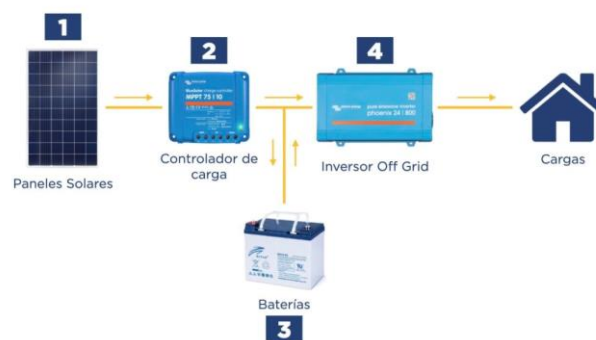 1
2
4
MPPT 75 | 10
phoenix 24 | 800
Paneles Solares
Controlador de
carga
Inversor Off Grid
Cargas
Baterías
3